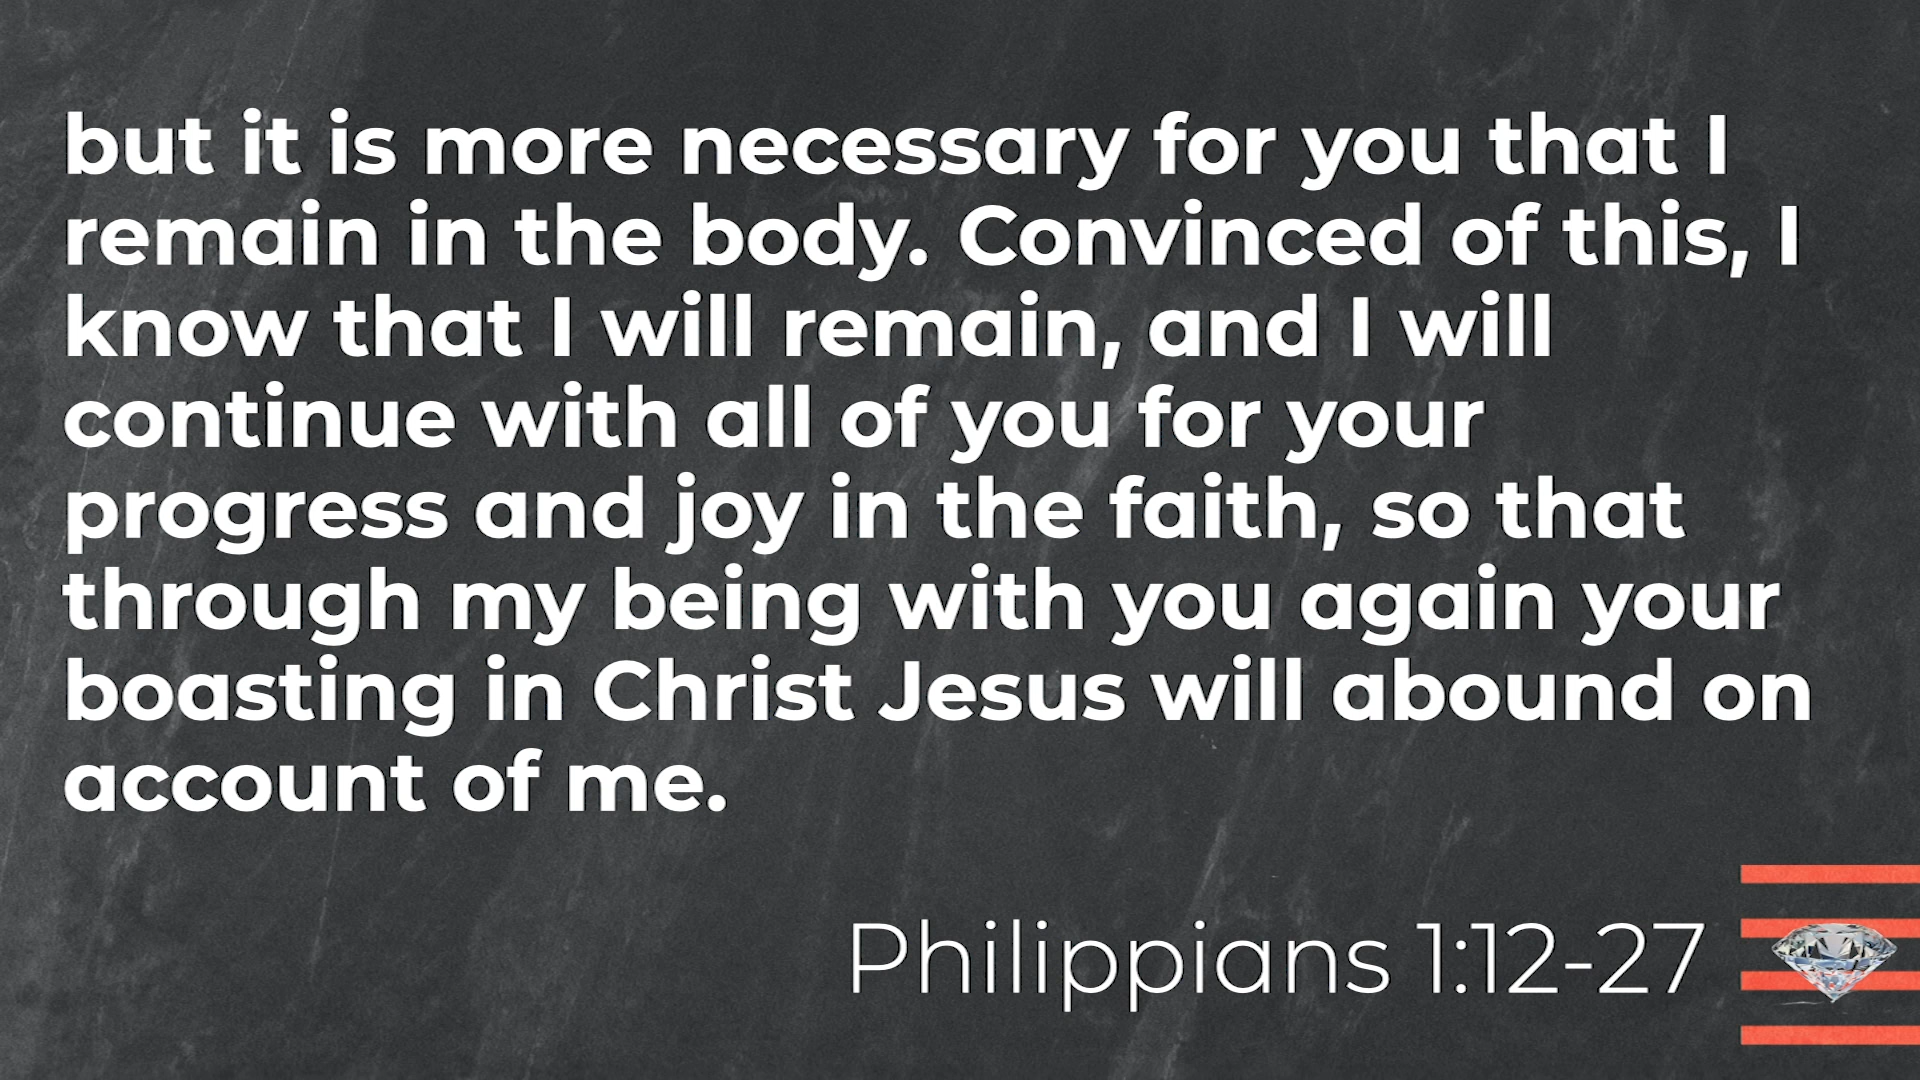 but it is more necessary for you that I
remain in the body. Convinced of this, I
know that I will remain, and I will
continue with all of you for your
progress and joy in the faith, so that
through my being with you again your
boasting in Christ Jesus will abound on
account of me.
Philippians 1:12-27